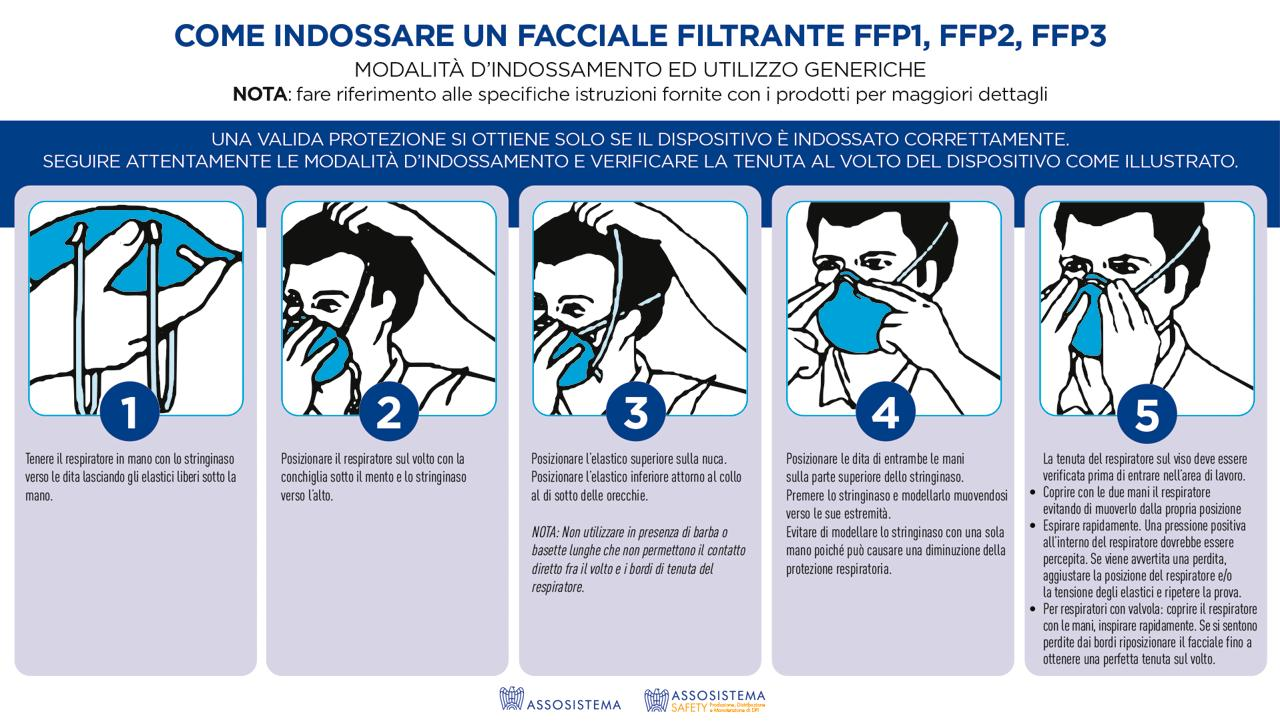 COME INDOSSARE UN FACCIALE FILTRANTE FFP1, FFP2, FFP3
MODALITÀ D'INDOSSAMENTO ED UTILIZZO GENERICHE
NOTA: fare riferimento alle specifiche istruzioni fornite con i prodotti per maggiori dettagli
UNA VALIDA PROTEZIONE SI OTTIENE SOLO SE IL DISPOSITIVO È INDOSSATO CORRETTAMENTE.
SEGUIRE ATTENTAMENTE LE MODALITÀ D'INDOSSAMENTO E VERIFICARE LA TENUTA AL VOLTO DEL DISPOSITIVO COME ILLUSTRATO.
1
Tenere il respiratore in mano con lo stringinaso
verso le dita lasciando gli elastici liberi sotto la
mano.
2
Posizionare il respiratore sul volto con la
conchiglia sotto il mento e lo stringinaso
verso l'alto.
3
Posizionare l'elastico superiore sulla nuca.
Posizionare l'elastico inferiore attorno al collo
al di sotto delle orecchie.
NOTA: Non utilizzare in presenza di barba o
basette lunghe che non permettono il contatto
diretto fra il volto e i bordi di tenuta del
respiratore.
4
Posizionare le dita di entrambe le mani
sulla parte superiore dello stringinaso.
Premere lo stringinaso e modellarlo muovendosi
verso le sue estremità.
Evitare di modellare lo stringinaso con una sola
mano poiché può causare una diminuzione della
protezione respiratoria.
5
La tenuta del respiratore sul viso deve essere
verificata prima di entrare nell'area di lavoro.
• Coprire con le due mani il respiratore
evitando di muoverlo dalla propria posizione
• Espirare rapidamente. Una pressione positiva
all'interno del respiratore dovrebbe essere
percepita. Se viene avvertita una perdita,
aggiustare la posizione del respiratore e/o
la tensione degli elastici e ripetere la prova.
• Per respiratori con valvola: coprire il respiratore
con le mani, inspirare rapidamente. Se si sentono
perdite dai bordi riposizionare il facciale fino a
ottenere una perfetta tenuta sul volto.
ASSOSISTEMA
ASSOSISTEMA
SAFETY Produzione, Distribuzione
e Manutenzione di DPI